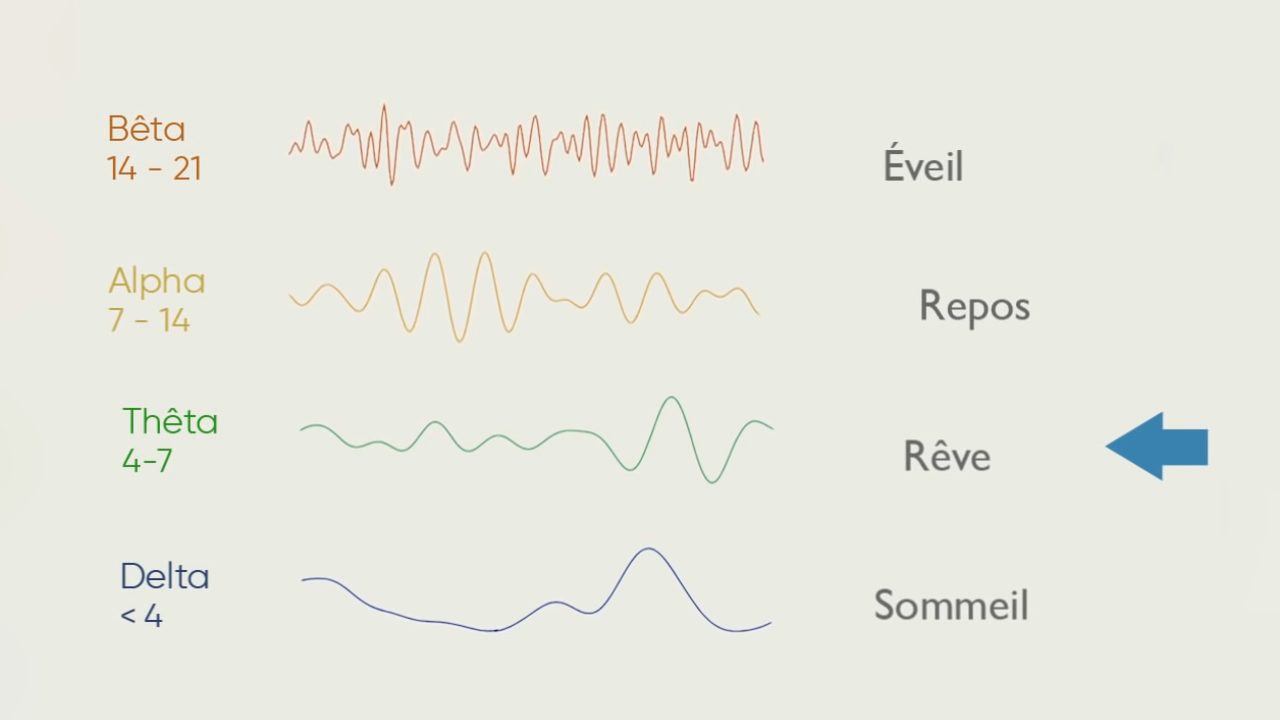 Bêta
14 - 21
Éveil
Alpha
7 - 14
Repos
Thêta
4-7
Rêve
Delta
< 4
Sommeil